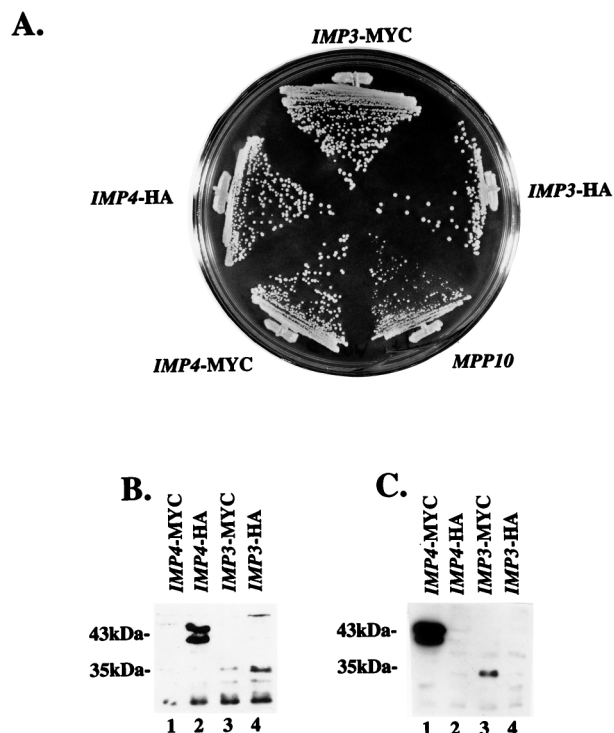 A.
IMP3-MYC
IMP4-HA
IMP3-HA
IMP4-MYC
MPP10
B.
IMP4-MYC
IMP4-HA
IMP3-MYC
IMP3-HA
43kDa-
35kDa-
1 2 3 4
C.
IMP4-MYC
IMP4-HA
IMP3-MYC
IMP3-HA
43kDa-
35kDa-
1 2 3 4